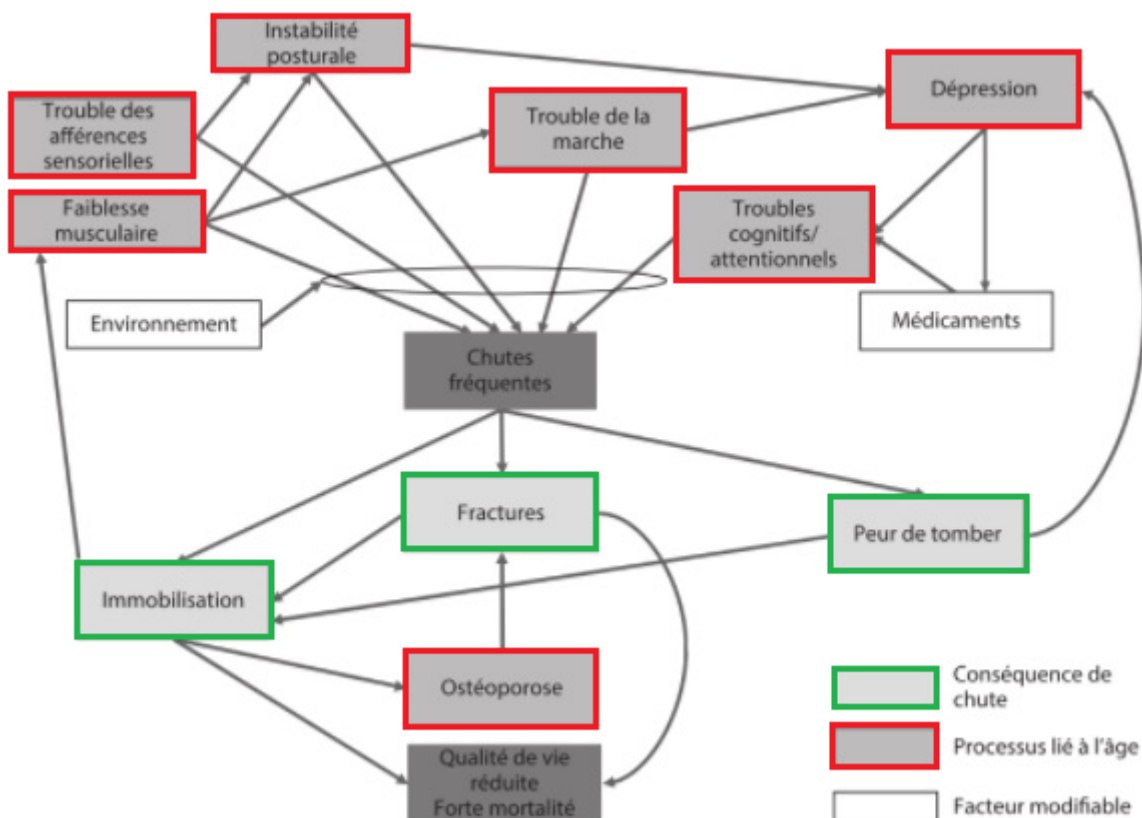 Instabilité
posturale
Dépression
Trouble des
afférences
sensorielles
Trouble de la
marche
Faiblesse
musculaire
Troubles
cognitifs/
attentionnels
Environnement
Médicaments
Chutes
fréquentes
Fractures
Peur de tomber
Immobilisation
Ostéoporose
Conséquence de
chute
Processus lié à l'âge
Qualité de vie
réduite
Forte mortalité
Facteur modifiable